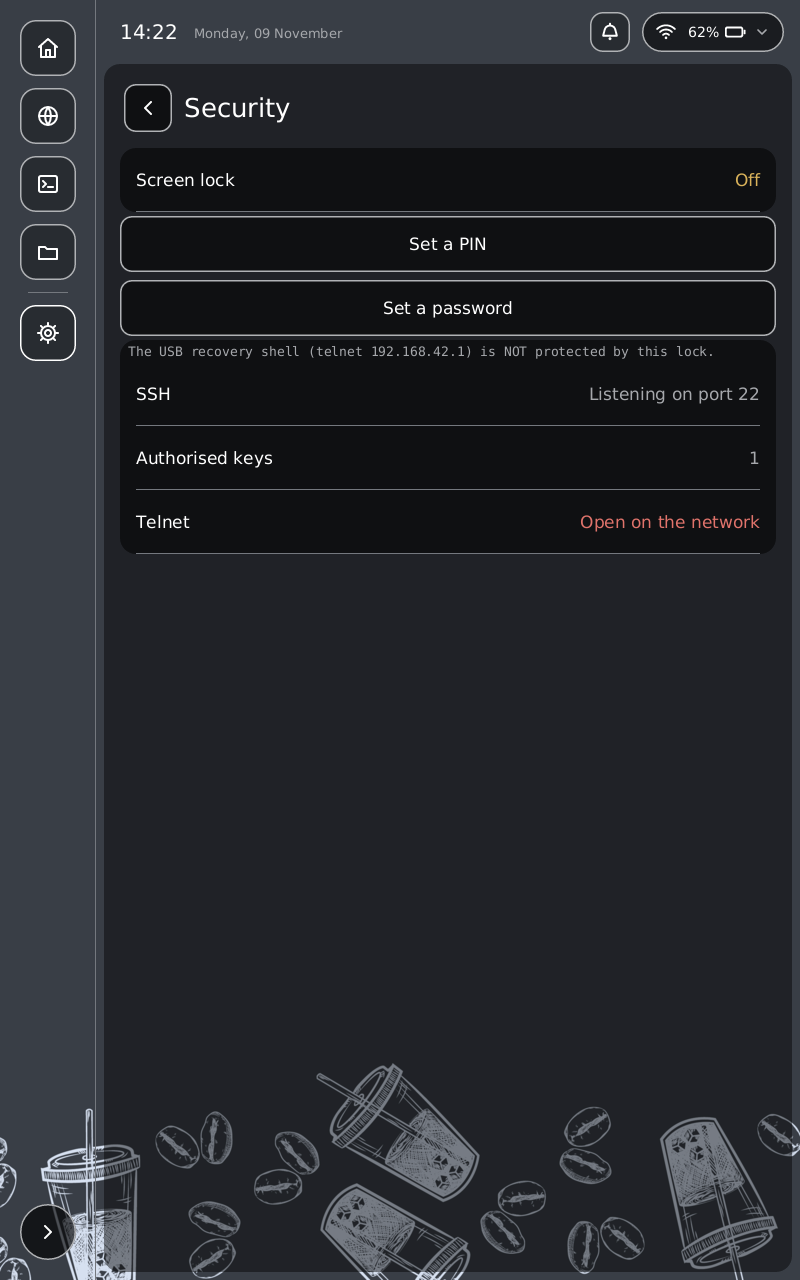 14:22 Monday, 09 November 62%
Security
Screen lock Off
Set a PIN
Set a password
The USB recovery shell (telnet 192.168.42.1) is NOT protected by this lock.
SSH Listening on port 22
Authorised keys 1
Telnet Open on the network